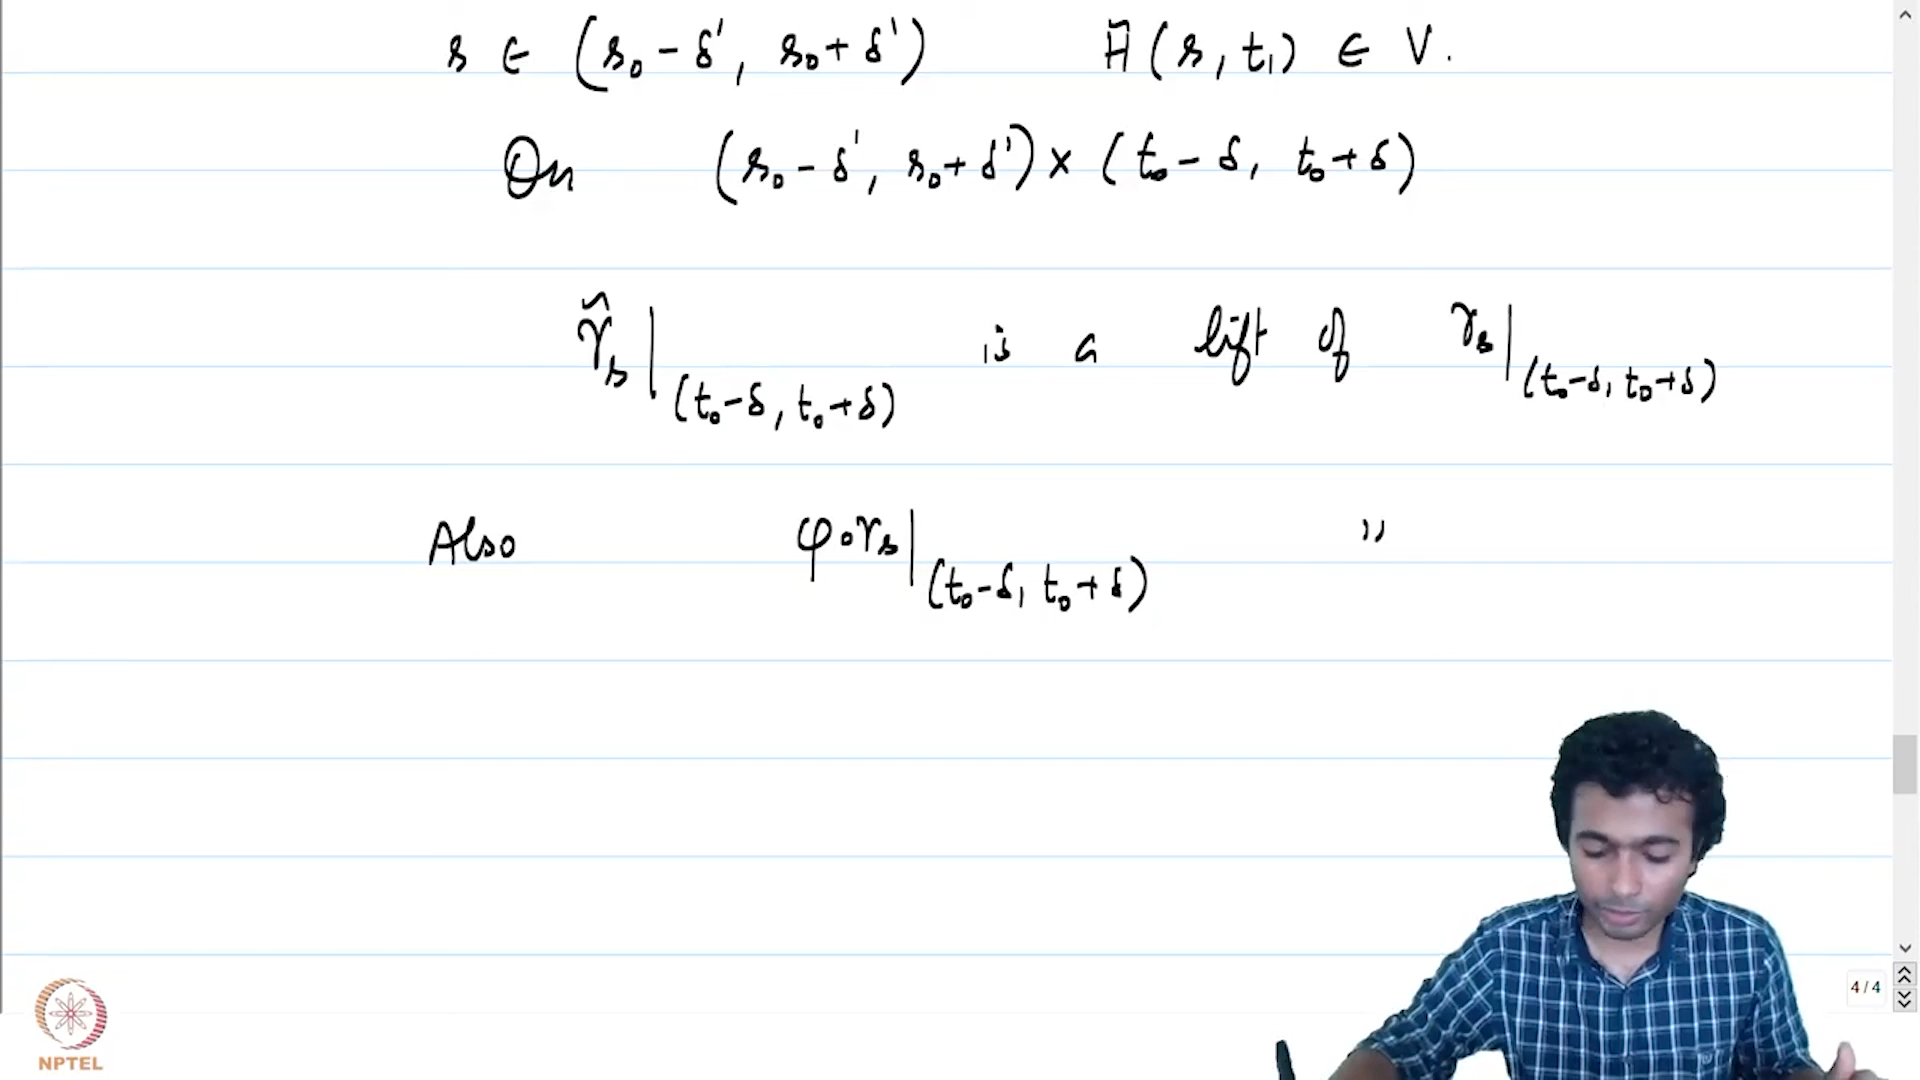 s ∈ (s₀ - δ', s₀ + δ') H̃(s, t₁) ∈ V.
On (s₀ - δ', s₀ + δ') × (t₀ - δ, t₀ + δ)
γ̃ₛ|(t₀-δ, t₀+δ) is a lift of γₛ|(t₀-δ, t₀+δ)
Also φ∘γₛ|(t₀-δ, t₀+δ) "
4 / 4
NPTEL